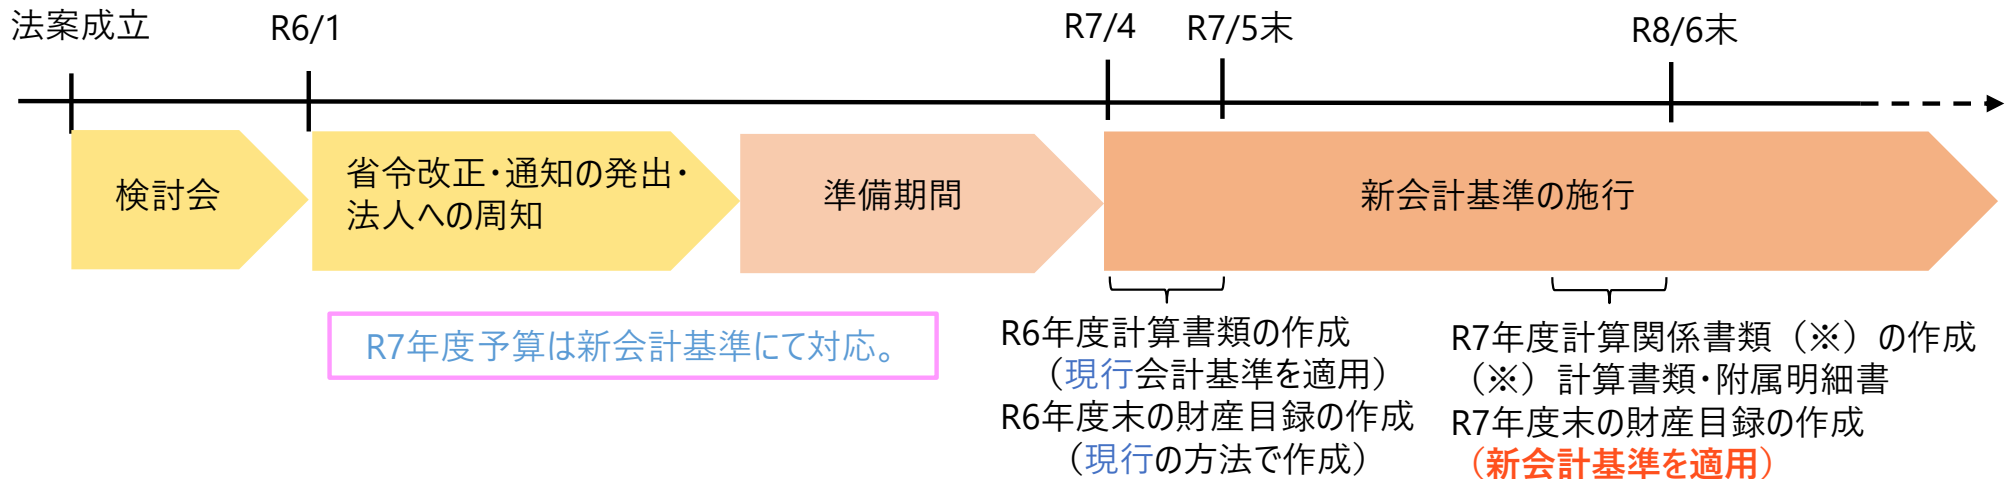 法案成立
R6/1
R7/4
R7/5末
R8/6末
検討会
省令改正・通知の発出・
法人への周知
準備期間
新会計基準の施行
R7年度予算は新会計基準にて対応。
R6年度計算書類の作成
（現行会計基準を適用）
R6年度末の財産目録の作成
（現行の方法で作成）
R7年度計算関係書類（※）の作成
（※）計算書類・附属明細書
R7年度末の財産目録の作成
（新会計基準を適用）